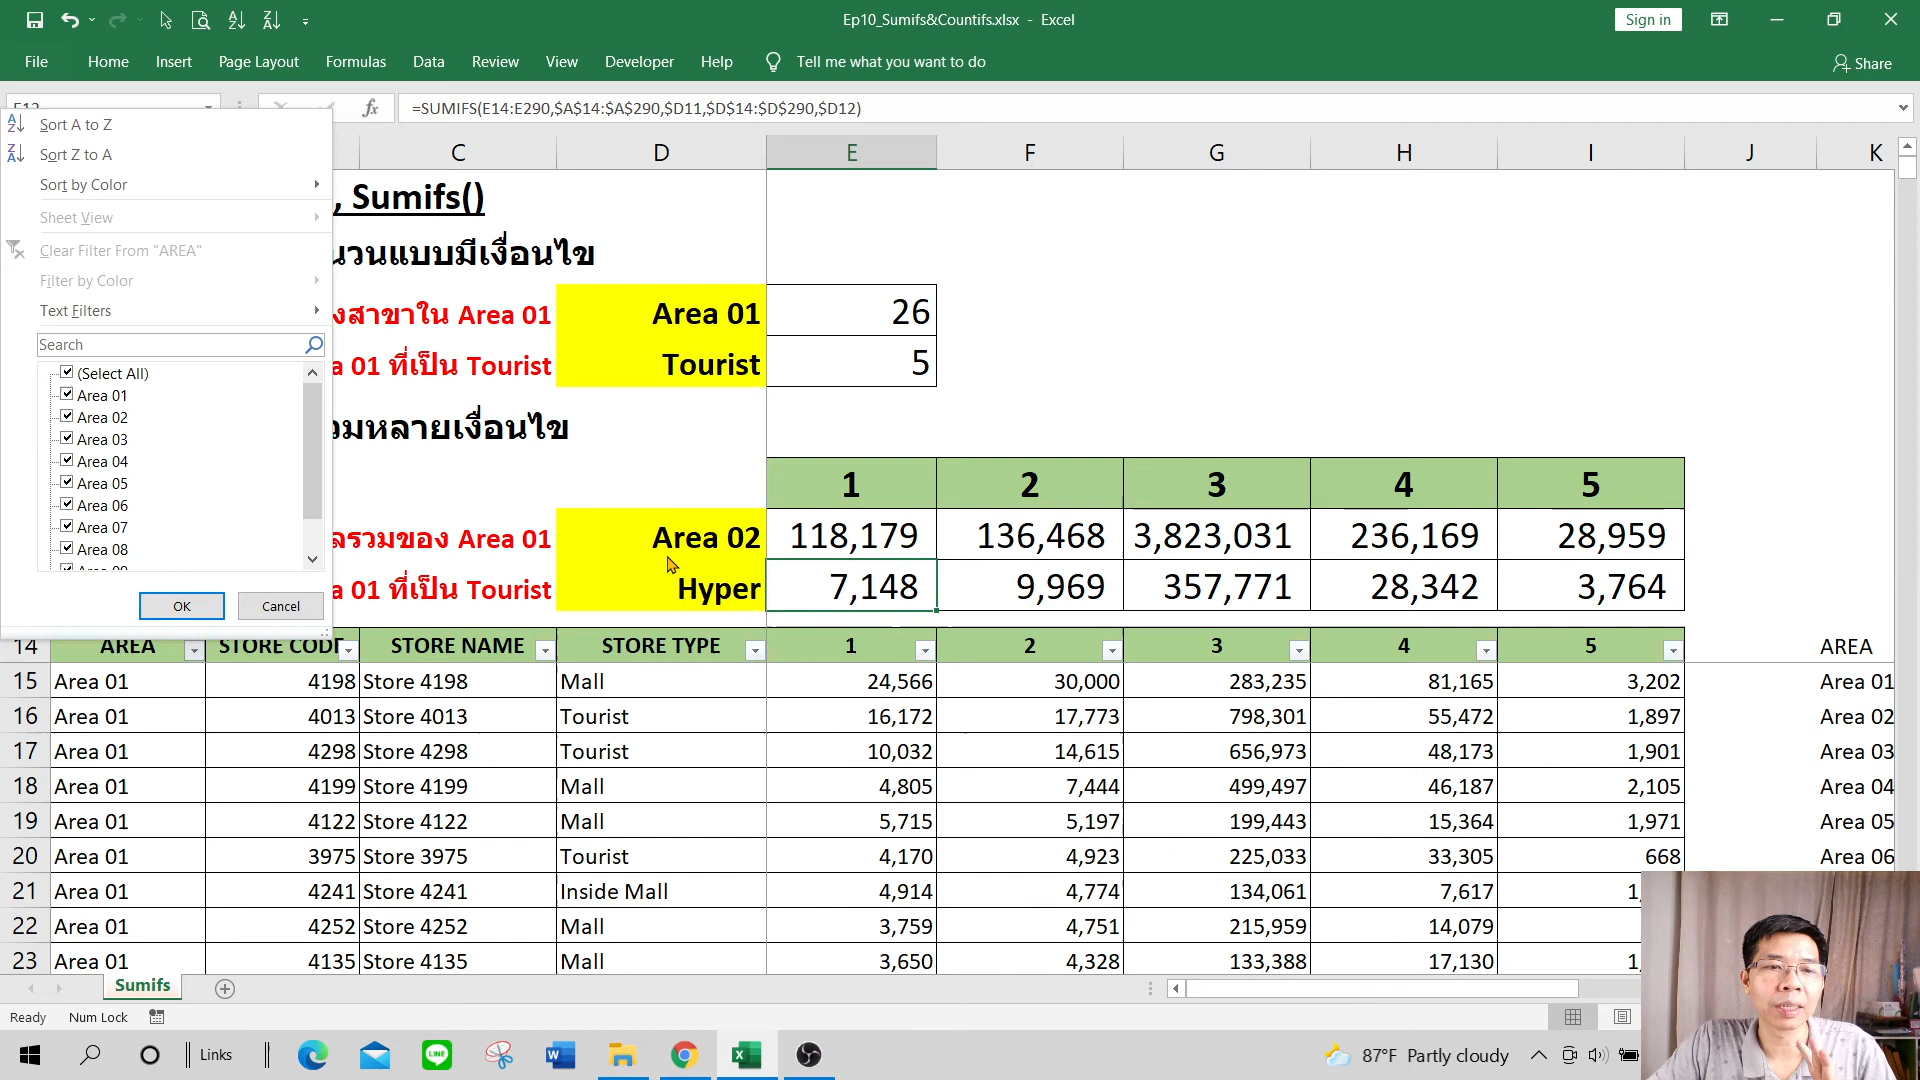 Ep10_Sumifs&Countifs.xlsx - Excel
Sign in
File Home Insert Page Layout Formulas Data Review View Developer Help Tell me what you want to do
Share
=SUMIFS(E14:E290,$A$14:$A$290,$D11,$D$14:$D$290,$D12)
C D E F G H I J K
Sort A to Z
Sort Z to A
Sort by Color
Sheet View
Clear Filter From "AREA"
Filter by Color
Text Filters
Search
(Select All)
Area 01
Area 02
Area 03
Area 04
Area 05
Area 06
Area 07
Area 08
OK Cancel
, Sumifs()
นวนแบบมีเงื่อนไข
งสาขาใน Area 01 Area 01 26
a 01 ที่เป็น Tourist Tourist 5
วมหลายเงื่อนไข
1 2 3 4 5
ลรวมของ Area 01 Area 02 118,179 136,468 3,823,031 236,169 28,959
a 01 ที่เป็น Tourist Hyper 7,148 9,969 357,771 28,342 3,764
14 AREA STORE CODE STORE NAME STORE TYPE 1 2 3 4 5 AREA
15 Area 01 4198 Store 4198 Mall 24,566 30,000 283,235 81,165 3,202 Area 01
16 Area 01 4013 Store 4013 Tourist 16,172 17,773 798,301 55,472 1,897 Area 02
17 Area 01 4298 Store 4298 Tourist 10,032 14,615 656,973 48,173 1,901 Area 03
18 Area 01 4199 Store 4199 Mall 4,805 7,444 499,497 46,187 2,105 Area 04
19 Area 01 4122 Store 4122 Mall 5,715 5,197 199,443 15,364 1,971 Area 05
20 Area 01 3975 Store 3975 Tourist 4,170 4,923 225,033 33,305 668 Area 06
21 Area 01 4241 Store 4241 Inside Mall 4,914 4,774 134,061 7,617 1,
22 Area 01 4252 Store 4252 Mall 3,759 4,751 215,959 14,079
23 Area 01 4135 Store 4135 Mall 3,650 4,328 133,388 17,130 1,
Sumifs
Ready Num Lock
Links 87°F Partly cloudy